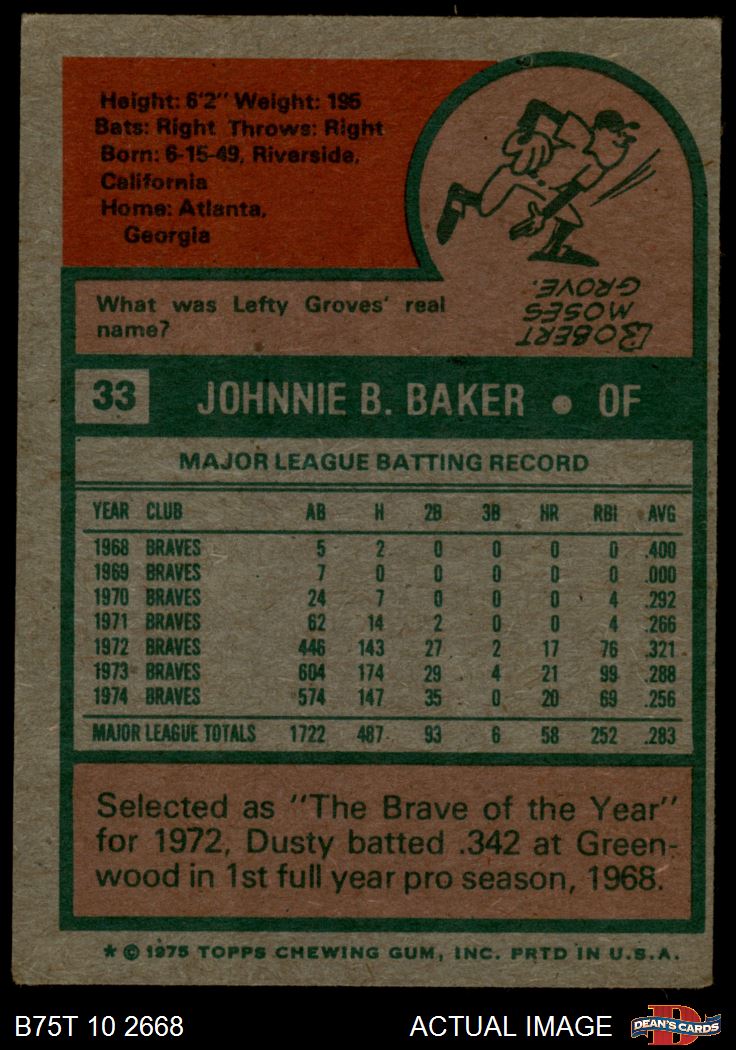 Height: 6'2" Weight: 195
Bats: Right Throws: Right
Born: 6-15-49, Riverside,
California
Home: Atlanta,
Georgia
What was Lefty Groves' real
name?
ROBERT
MOSES
GROVE.
33 JOHNNIE B. BAKER • OF
MAJOR LEAGUE BATTING RECORD
YEAR CLUB AB H 2B 3B HR RBI AVG
1968 BRAVES 5 2 0 0 0 0 .400
1969 BRAVES 7 0 0 0 0 0 .000
1970 BRAVES 24 7 0 0 0 4 .292
1971 BRAVES 62 14 2 0 0 4 .266
1972 BRAVES 446 143 27 2 17 76 .321
1973 BRAVES 604 174 29 4 21 99 .288
1974 BRAVES 574 147 35 0 20 69 .256
MAJOR LEAGUE TOTALS 1722 487 93 6 58 252 .283
Selected as "The Brave of the Year"
for 1972, Dusty batted .342 at Green-
wood in 1st full year pro season, 1968.
* © 1975 TOPPS CHEWING GUM, INC. PRTD IN U.S.A.
B75T 10 2668 ACTUAL IMAGE D DEAN'S CARDS